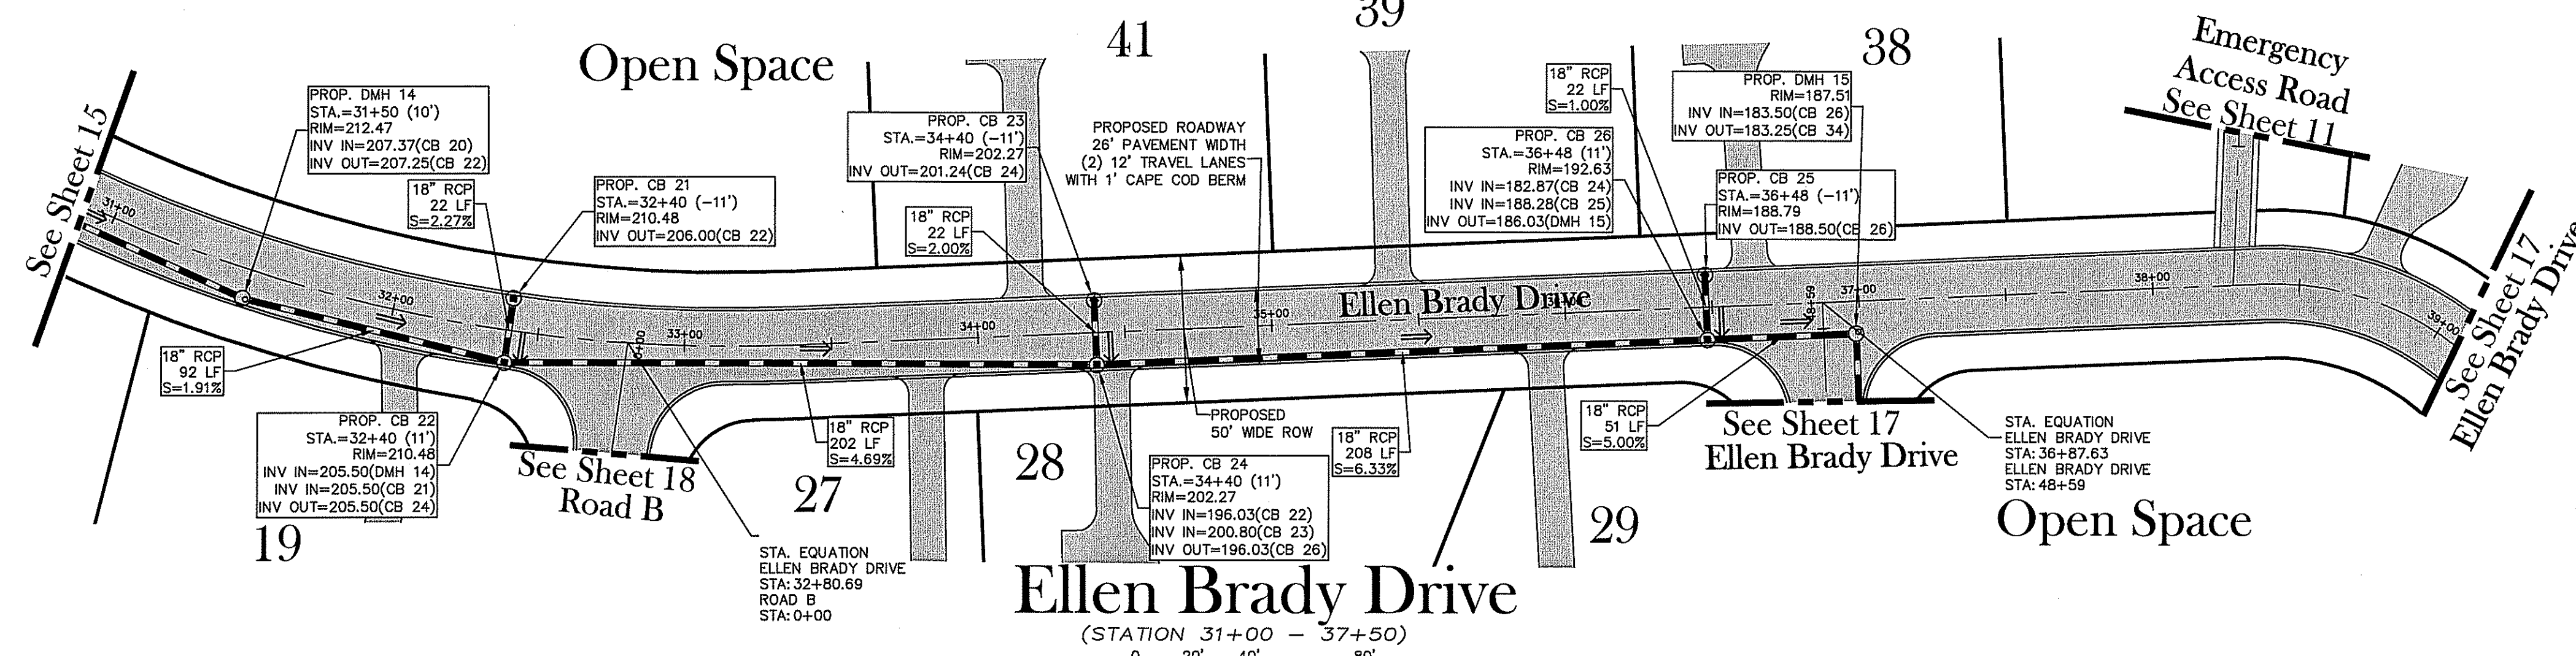 39
41
38
Open Space
Emergency
Access Road
See Sheet 11
See Sheet 15
PROP. DMH 14
STA.=31+50 (10')
RIM=212.47
INV IN=207.37(CB 20)
INV OUT=207.25(CB 22)
18" RCP
22 LF
S=2.27%
PROP. CB 21
STA.=32+40 (-11')
RIM=210.48
INV OUT=206.00(CB 22)
PROP. CB 23
STA.=34+40 (-11')
RIM=202.27
INV OUT=201.24(CB 24)
18" RCP
22 LF
S=2.00%
PROPOSED ROADWAY
26' PAVEMENT WIDTH
(2) 12' TRAVEL LANES
WITH 1' CAPE COD BERM
18" RCP
22 LF
S=1.00%
PROP. DMH 15
RIM=187.51
INV IN=183.50(CB 26)
INV OUT=183.25(CB 34)
PROP. CB 26
STA.=36+48 (11')
RIM=192.63
INV IN=182.87(CB 24)
INV IN=188.28(CB 25)
INV OUT=186.03(DMH 15)
PROP. CB 25
STA.=36+48 (-11')
RIM=188.79
INV OUT=188.50(CB 26)
31+00
32+00
33+00
0+00
34+00
35+00
Ellen Brady Drive
48+59
37+00
38+00
39+00
See Sheet 17
Ellen Brady Drive
18" RCP
92 LF
S=1.91%
PROP. CB 22
STA.=32+40 (11')
RIM=210.48
INV IN=205.50(DMH 14)
INV IN=205.50(CB 21)
INV OUT=205.50(CB 24)
See Sheet 18
Road B
18" RCP
202 LF
S=4.69%
PROPOSED
50' WIDE ROW
18" RCP
208 LF
S=6.33%
18" RCP
51 LF
S=5.00%
See Sheet 17
Ellen Brady Drive
STA. EQUATION
ELLEN BRADY DRIVE
STA: 36+87.63
ELLEN BRADY DRIVE
STA: 48+59
PROP. CB 24
STA.=34+40 (11')
RIM=202.27
INV IN=196.03(CB 22)
INV IN=200.80(CB 23)
INV OUT=196.03(CB 26)
19
27
28
29
Open Space
STA. EQUATION
ELLEN BRADY DRIVE
STA: 32+80.69
ROAD B
STA: 0+00
Ellen Brady Drive
(STATION 31+00 - 37+50)
0 20' 40' 80'